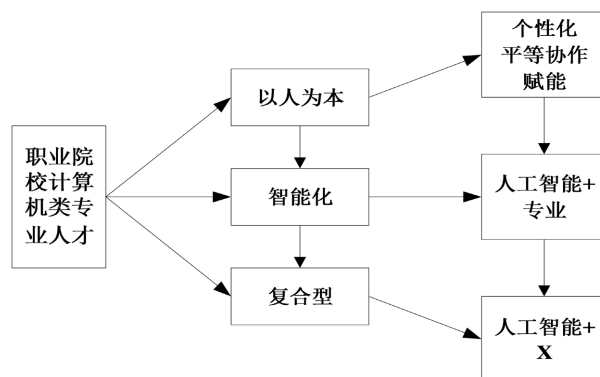 职业院
校计算
机类专
业人才
以人为本
智能化
复合型
个性化
平等协作
赋能
人工智能+
专业
人工智能+
X